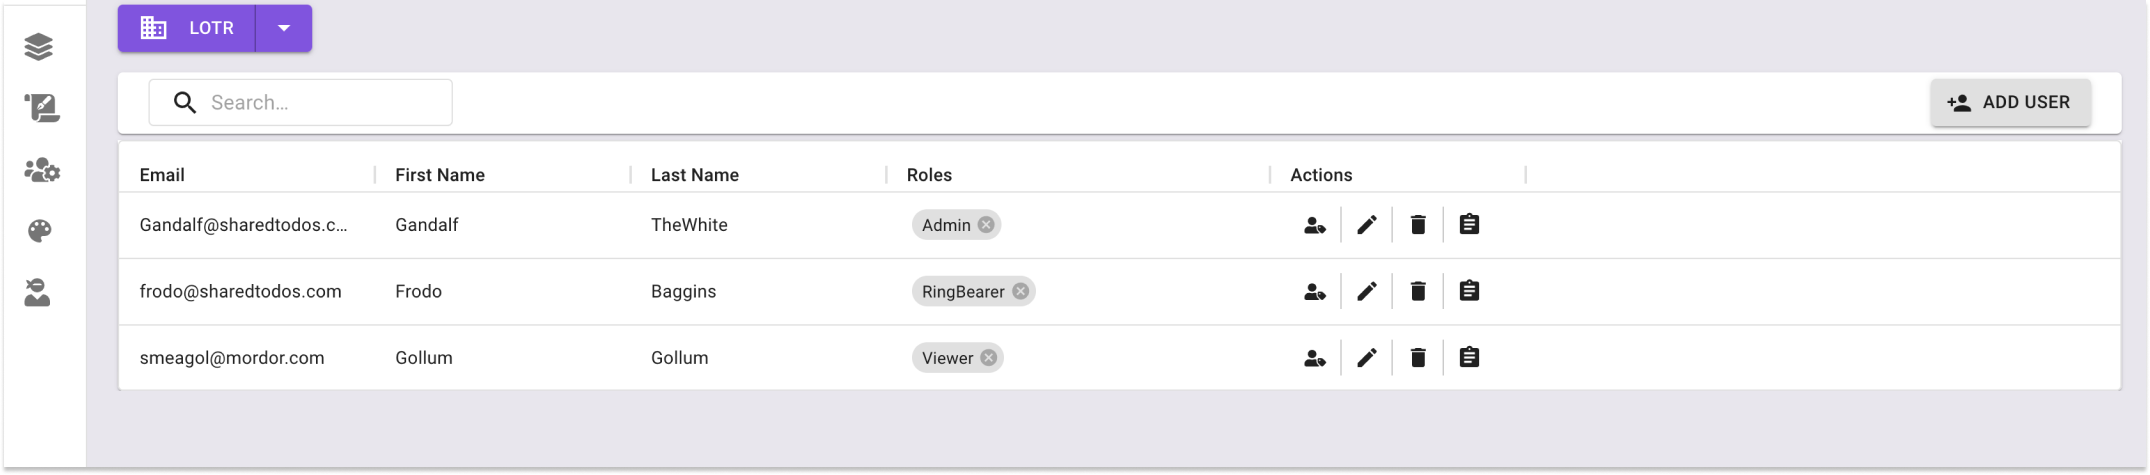 LOTR
Search...
ADD USER
Email First Name Last Name Roles Actions
Gandalf@sharedtodos.c... Gandalf TheWhite Admin
frodo@sharedtodos.com Frodo Baggins RingBearer
smeagol@mordor.com Gollum Gollum Viewer